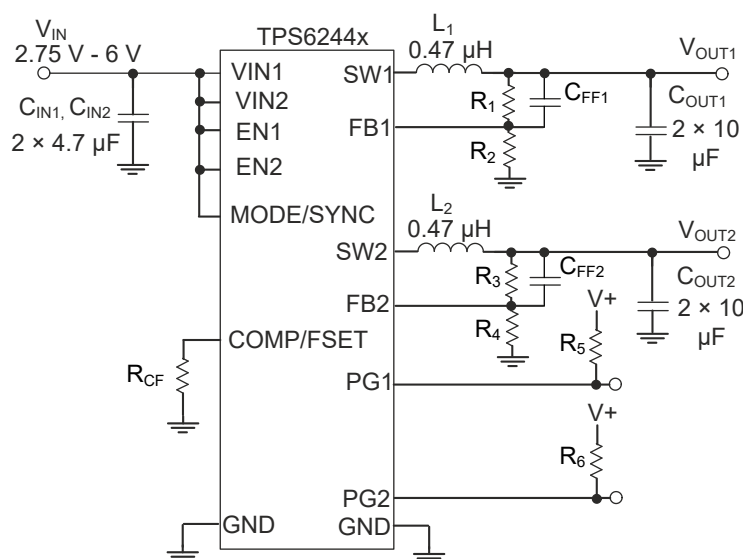 TPS6244x
V_IN
2.75 V - 6 V
C_IN1, C_IN2
2 × 4.7 µF
VIN1
VIN2
EN1
EN2
MODE/SYNC
COMP/FSET
R_CF
GND
SW1
L_1
0.47 µH
V_OUT1
R_1
C_FF1
C_OUT1
2 × 10
µF
FB1
R_2
SW2
L_2
0.47 µH
V_OUT2
R_3
C_FF2
C_OUT2
2 × 10
µF
FB2
R_4
V+
R_5
PG1
V+
R_6
PG2
GND